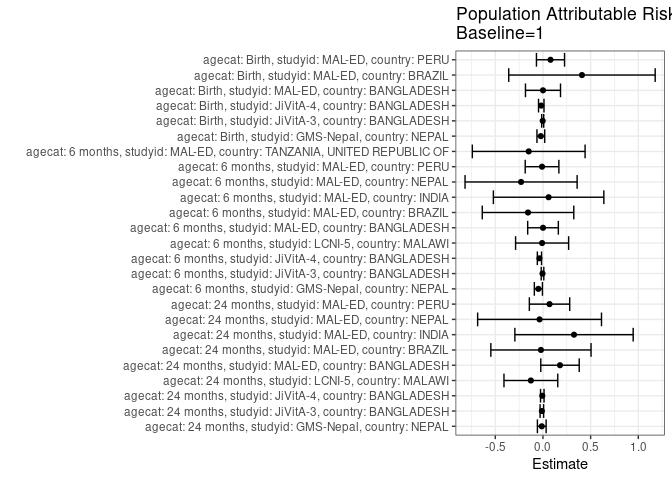 Population Attributable Risk
Baseline=1
agecat: Birth, studyid: MAL-ED, country: PERU
agecat: Birth, studyid: MAL-ED, country: BRAZIL
agecat: Birth, studyid: MAL-ED, country: BANGLADESH
agecat: Birth, studyid: JiVitA-4, country: BANGLADESH
agecat: Birth, studyid: JiVitA-3, country: BANGLADESH
agecat: Birth, studyid: GMS-Nepal, country: NEPAL
agecat: 6 months, studyid: MAL-ED, country: TANZANIA, UNITED REPUBLIC OF
agecat: 6 months, studyid: MAL-ED, country: PERU
agecat: 6 months, studyid: MAL-ED, country: NEPAL
agecat: 6 months, studyid: MAL-ED, country: INDIA
agecat: 6 months, studyid: MAL-ED, country: BRAZIL
agecat: 6 months, studyid: MAL-ED, country: BANGLADESH
agecat: 6 months, studyid: LCNI-5, country: MALAWI
agecat: 6 months, studyid: JiVitA-4, country: BANGLADESH
agecat: 6 months, studyid: JiVitA-3, country: BANGLADESH
agecat: 6 months, studyid: GMS-Nepal, country: NEPAL
agecat: 24 months, studyid: MAL-ED, country: PERU
agecat: 24 months, studyid: MAL-ED, country: NEPAL
agecat: 24 months, studyid: MAL-ED, country: INDIA
agecat: 24 months, studyid: MAL-ED, country: BRAZIL
agecat: 24 months, studyid: MAL-ED, country: BANGLADESH
agecat: 24 months, studyid: LCNI-5, country: MALAWI
agecat: 24 months, studyid: JiVitA-4, country: BANGLADESH
agecat: 24 months, studyid: JiVitA-3, country: BANGLADESH
agecat: 24 months, studyid: GMS-Nepal, country: NEPAL
-0.5 0.0 0.5 1.0
Estimate